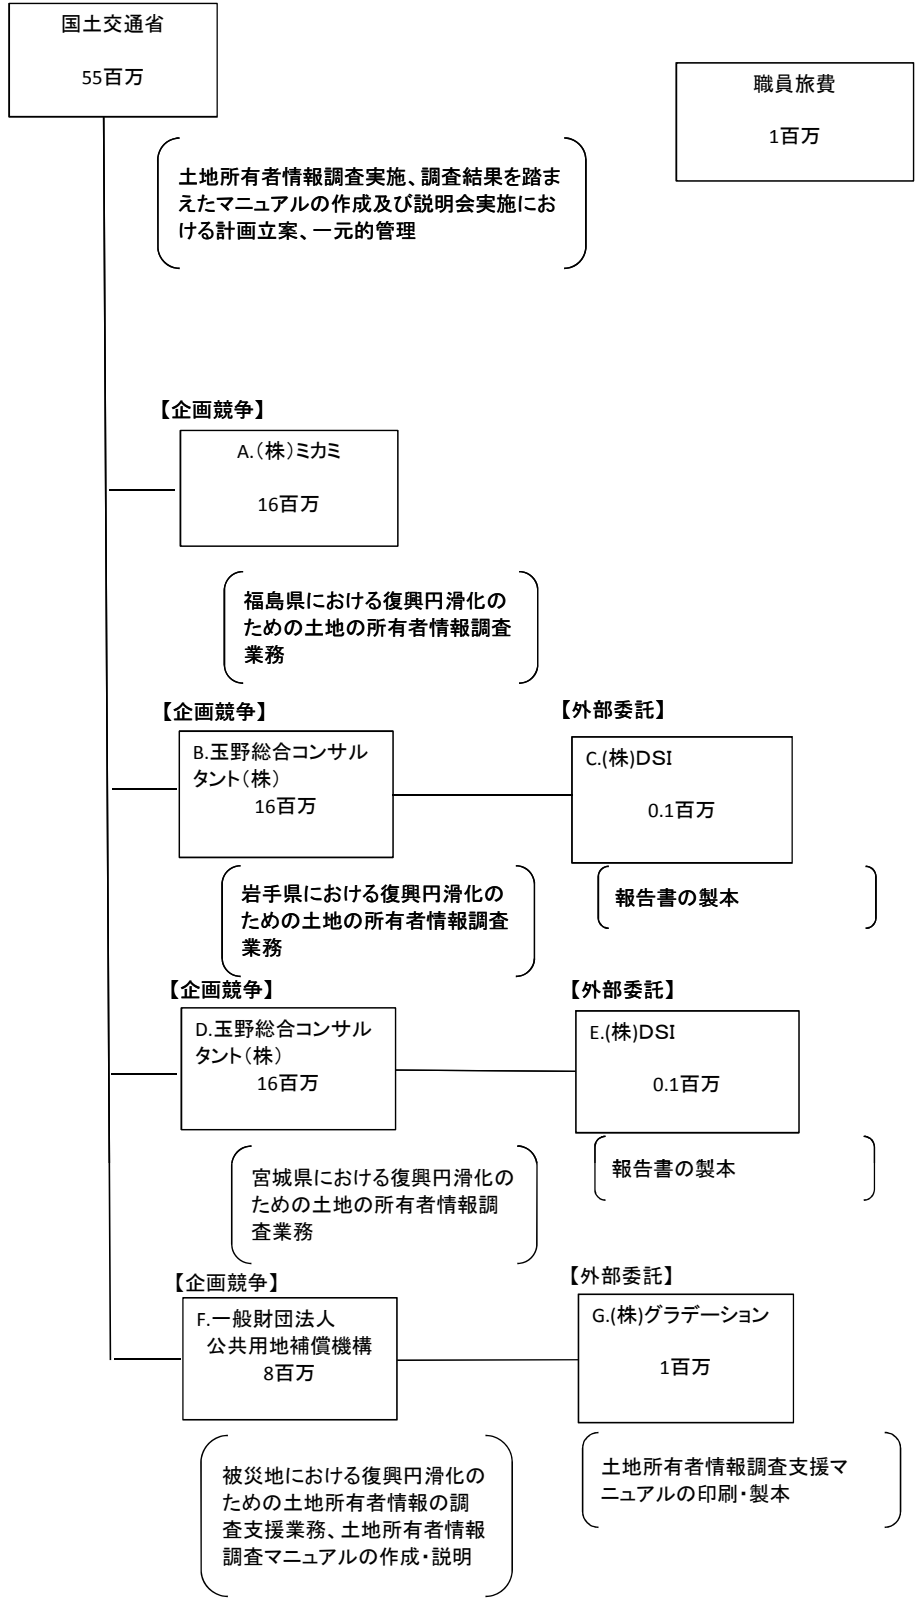 国土交通省
55百万
職員旅費
1百万
土地所有者情報調査実施、調査結果を踏ま
えたマニュアルの作成及び説明会実施にお
ける計画立案、一元的管理
【企画競争】
A.（株）ミカミ
16百万
福島県における復興円滑化の
ための土地の所有者情報調査
業務
【企画競争】
B.玉野総合コンサル
タント（株）
16百万
【外部委託】
C.(株)DSI
0.1百万
岩手県における復興円滑化の
ための土地の所有者情報調査
業務
報告書の製本
【企画競争】
D.玉野総合コンサル
タント（株）
16百万
【外部委託】
E.(株)DSI
0.1百万
宮城県における復興円滑化の
ための土地の所有者情報調
査業務
報告書の製本
【企画競争】
F.一般財団法人
公共用地補償機構
8百万
【外部委託】
G.(株)グラデーション
1百万
被災地における復興円滑化の
ための土地所有者情報の調
査支援業務、土地所有者情報
調査マニュアルの作成・説明
土地所有者情報調査支援マ
ニュアルの印刷・製本